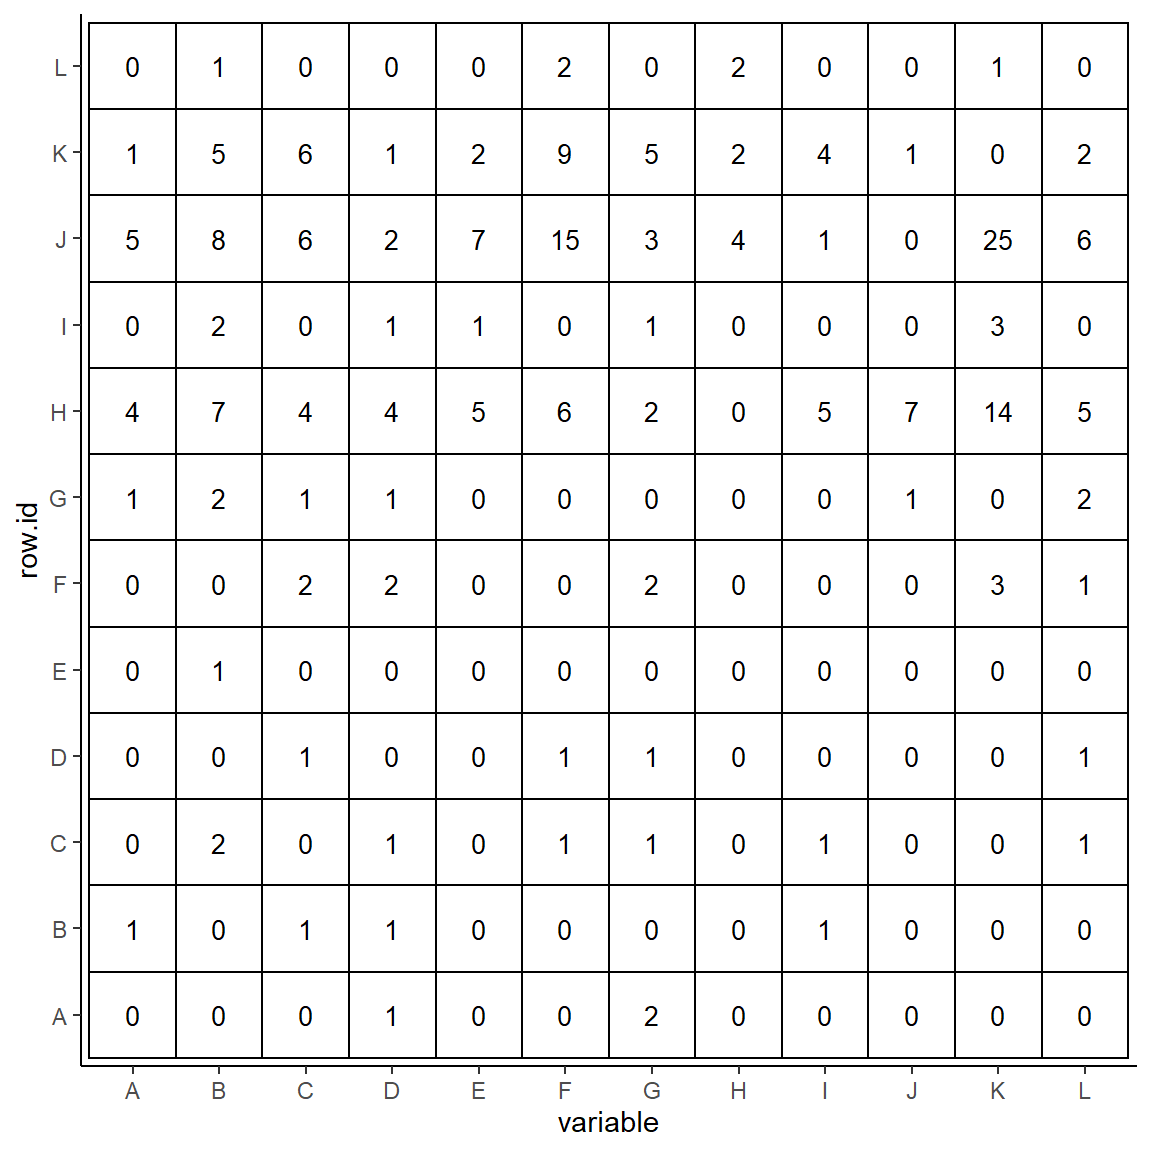 L 0 1 0 0 0 2 0 2 0 0 1 0
K 1 5 6 1 2 9 5 2 4 1 0 2
J 5 8 6 2 7 15 3 4 1 0 25 6
I 0 2 0 1 1 0 1 0 0 0 3 0
H 4 7 4 4 5 6 2 0 5 7 14 5
G 1 2 1 1 0 0 0 0 0 1 0 2
F 0 0 2 2 0 0 2 0 0 0 3 1
E 0 1 0 0 0 0 0 0 0 0 0 0
D 0 0 1 0 0 1 1 0 0 0 0 1
C 0 2 0 1 0 1 1 0 1 0 0 1
B 1 0 1 1 0 0 0 0 1 0 0 0
A 0 0 0 1 0 0 2 0 0 0 0 0
A B C D E F G H I J K L
variable
row.id